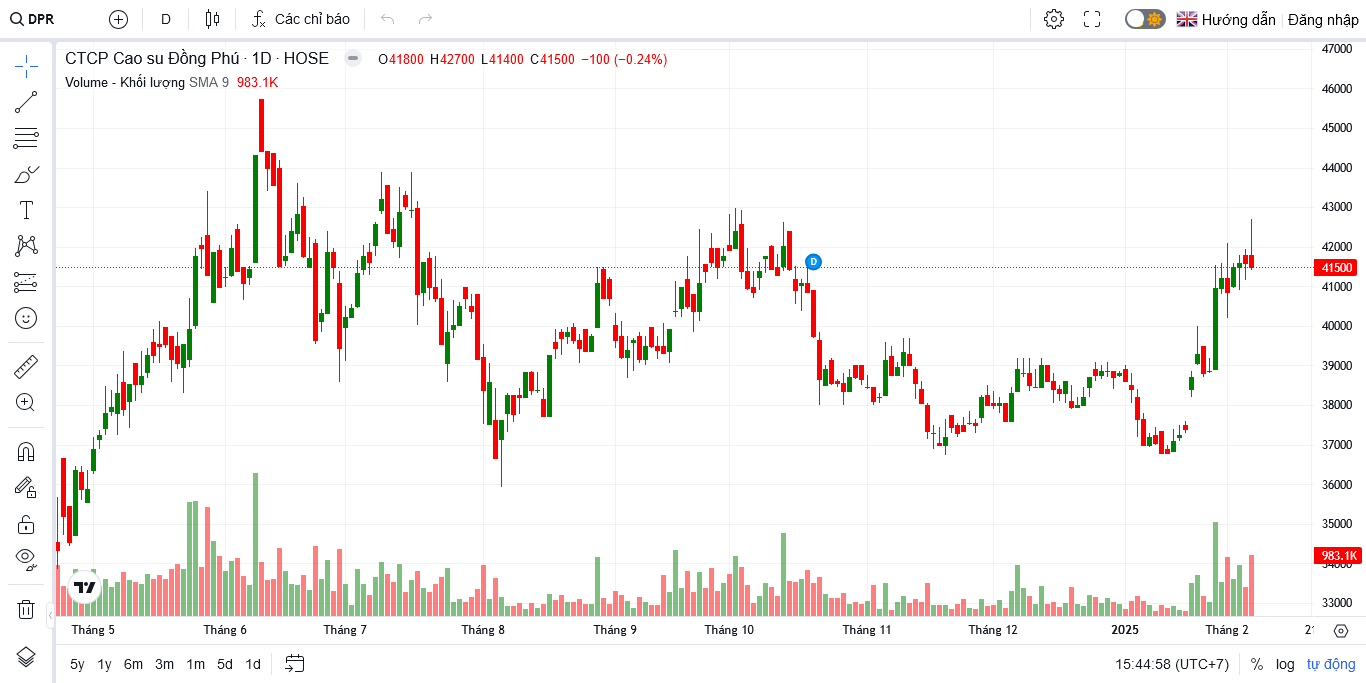 DPR D Các chỉ báo Hướng dẫn Đăng nhập
CTCP Cao su Đồng Phú · 1D · HOSE O41800 H42700 L41400 C41500 −100 (−0.24%)
Volume - Khối lượng SMA 9 983.1K
47000
46000
45000
44000
43000
42000
41500
41000
40000
39000
38000
37000
36000
35000
983.1K
34000
33000
D
Tháng 5 Tháng 6 Tháng 7 Tháng 8 Tháng 9 Tháng 10 Tháng 11 Tháng 12 2025 Tháng 2
5y 1y 6m 3m 1m 5d 1d 15:44:58 (UTC+7) % log tự động